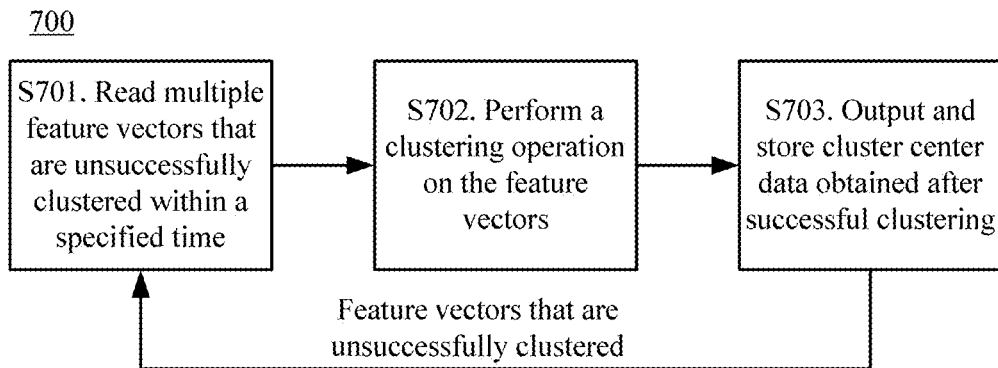 700
S701. Read multiple
feature vectors that
are unsuccessfully
clustered within a
specified time
S702. Perform a
clustering operation
on the feature
vectors
S703. Output and
store cluster center
data obtained after
successful clustering
Feature vectors that are
unsuccessfully clustered